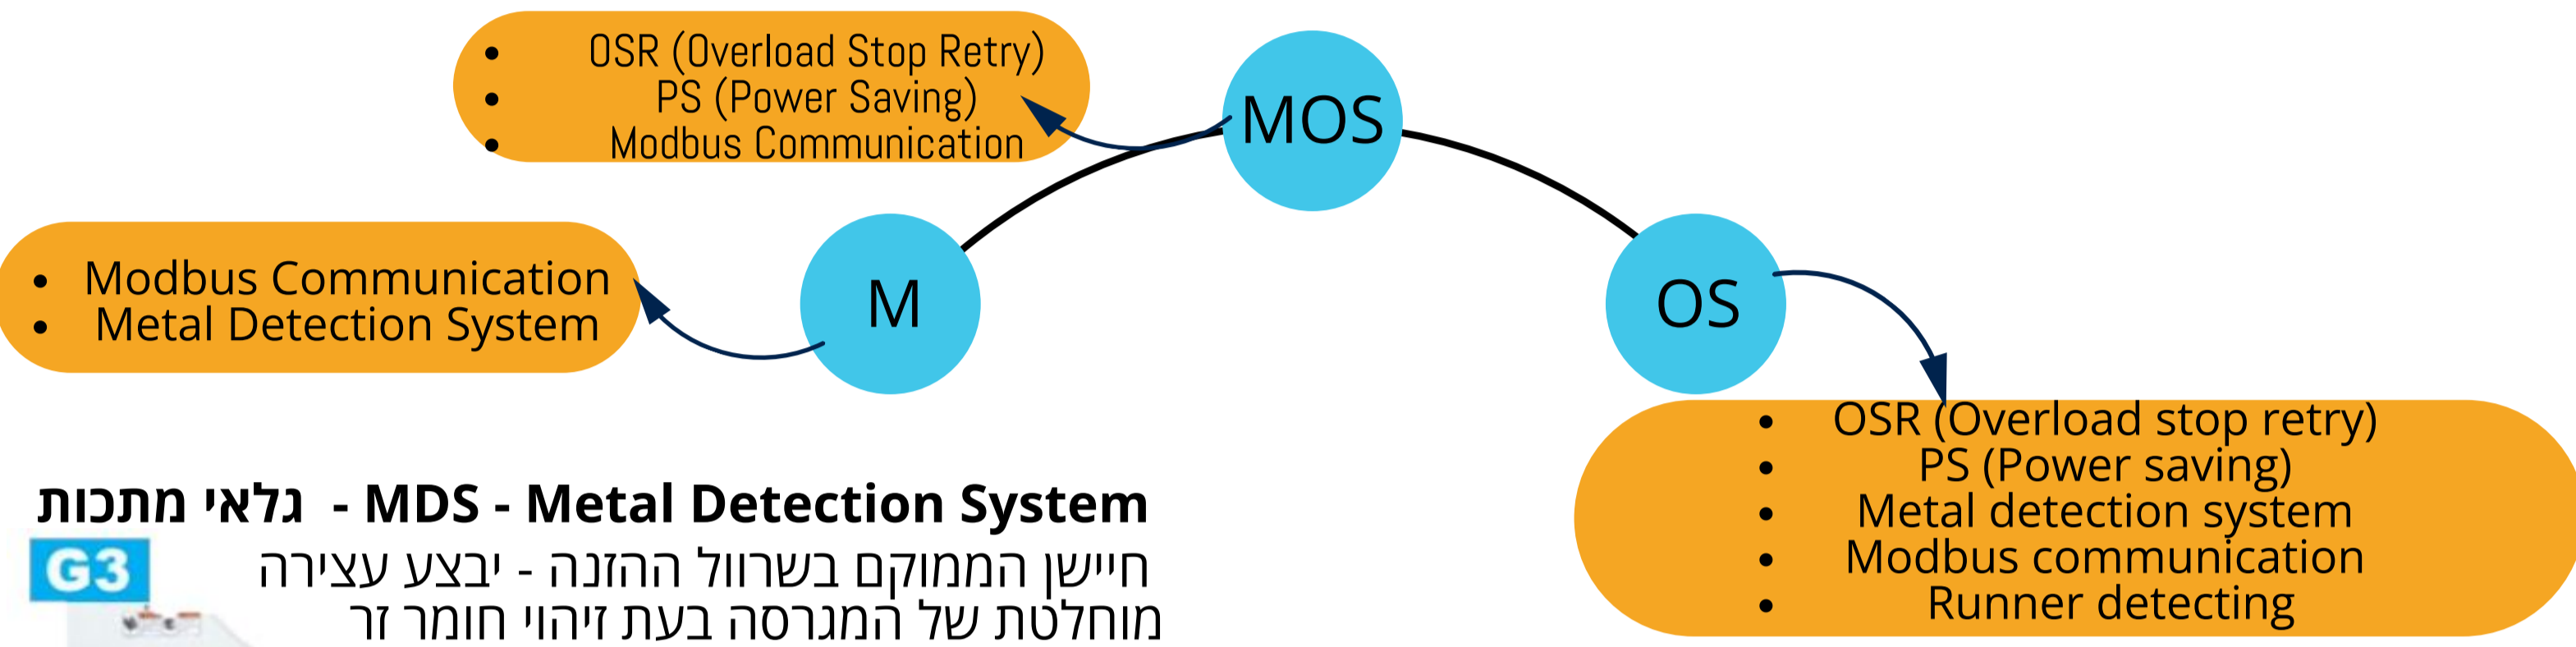 • OSR (Overload Stop Retry)
• PS (Power Saving)
• Modbus Communication
MOS
• Modbus Communication
• Metal Detection System
M
OS
• OSR (Overload stop retry)
• PS (Power saving)
• Metal detection system
• Modbus communication
• Runner detecting
MDS - Metal Detection System - גלאי מתכות
חיישן הממוקם בשרוול ההזנה - יבצע עצירה
מוחלטת של המגרסה בעת זיהוי חומר זר
G3